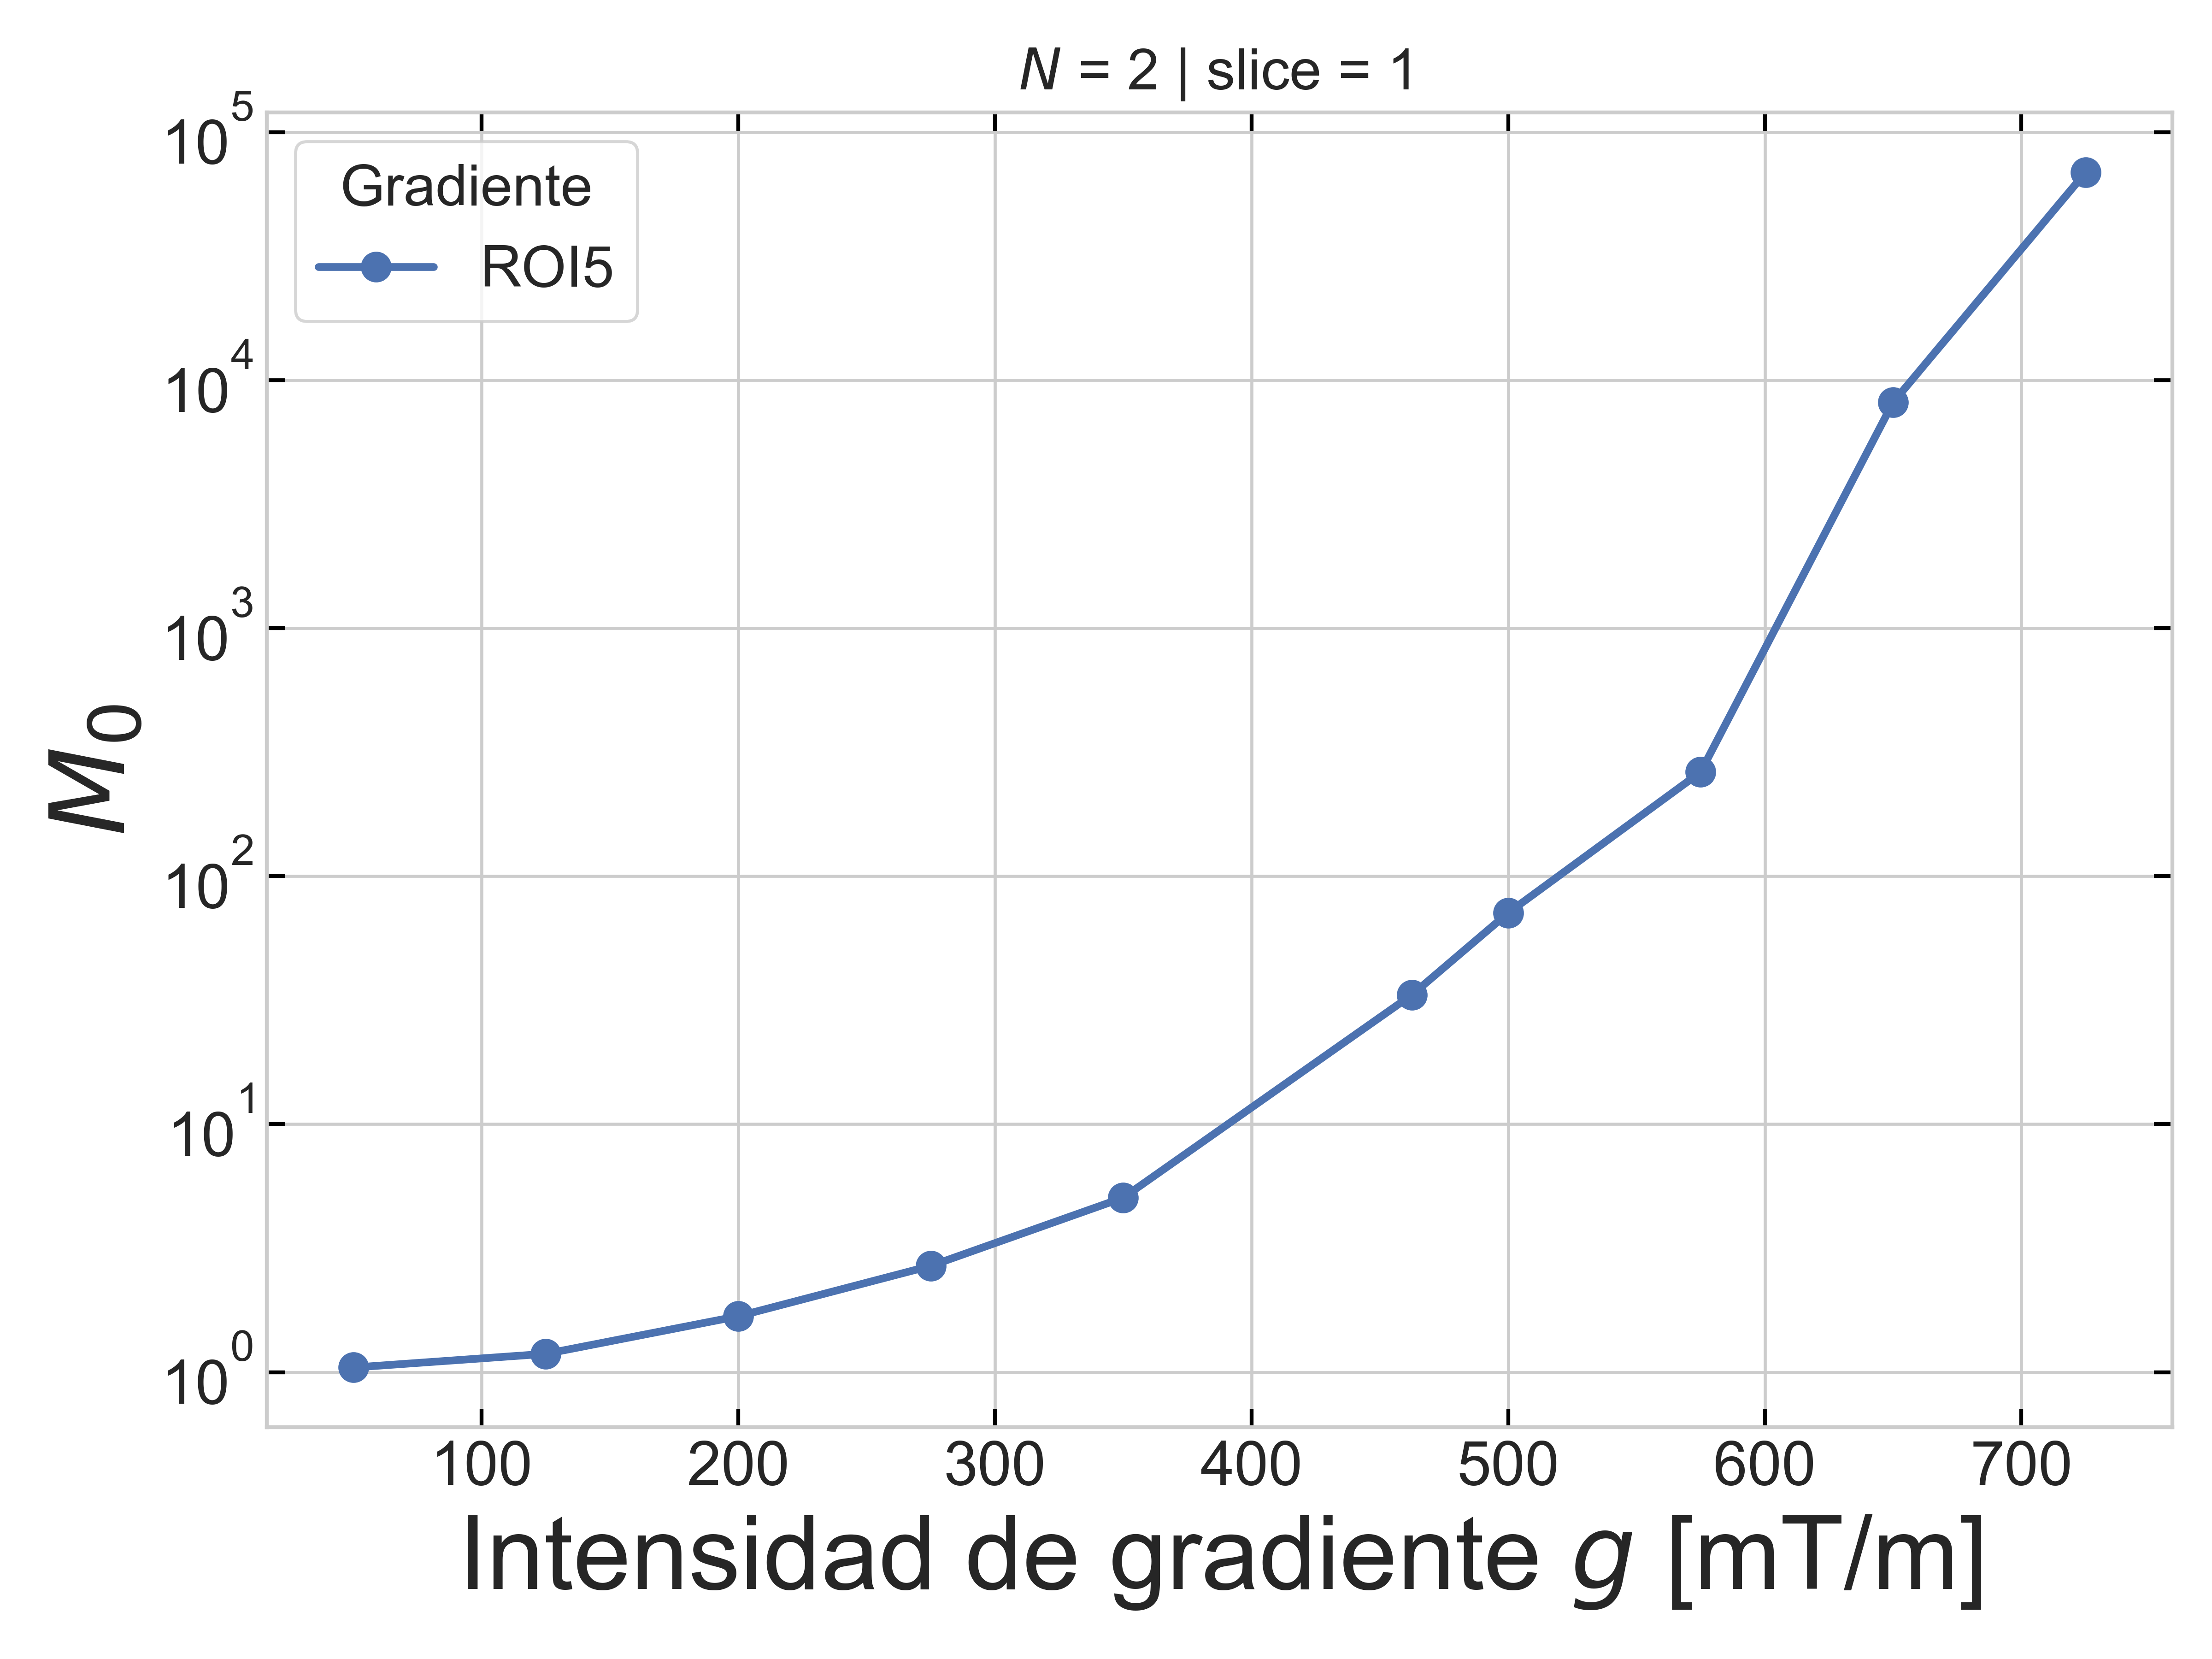 N = 2 | slice = 1
Gradiente
ROI5
10^5
10^4
10^3
10^2
10^1
10^0
M_0
100 200 300 400 500 600 700
Intensidad de gradiente g [mT/m]